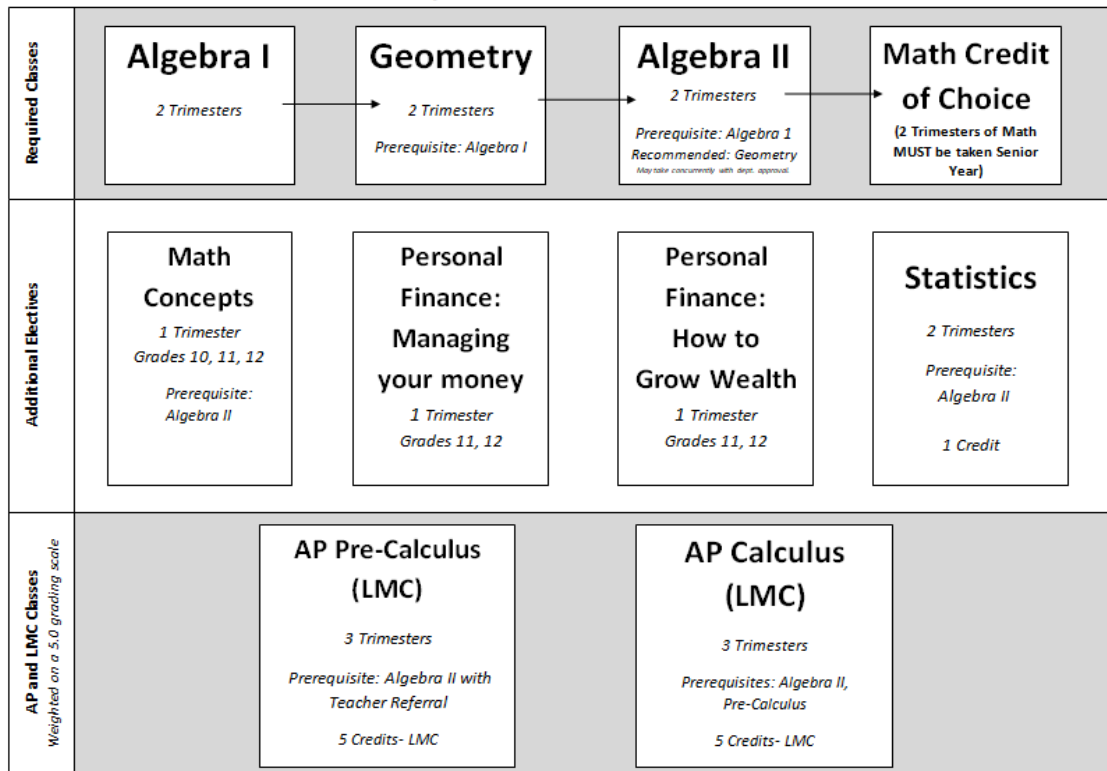 Required Classes
Algebra I
2 Trimesters
Geometry
2 Trimesters
Prerequisite: Algebra I
Algebra II
2 Trimesters
Prerequisite: Algebra 1
Recommended: Geometry
May take concurrently with dept. approval.
Math Credit
of Choice
(2 Trimesters of Math
MUST be taken Senior
Year)
Additional Electives
Math
Concepts
1 Trimester
Grades 10, 11, 12
Prerequisite:
Algebra II
Personal
Finance:
Managing
your money
1 Trimester
Grades 11, 12
Personal
Finance:
How to
Grow Wealth
1 Trimester
Grades 11, 12
Statistics
2 Trimesters
Prerequisite:
Algebra II
1 Credit
AP and LMC Classes
Weighted on a 5.0 grading scale
AP Pre-Calculus
(LMC)
3 Trimesters
Prerequisite: Algebra II with
Teacher Referral
5 Credits- LMC
AP Calculus
(LMC)
3 Trimesters
Prerequisites: Algebra II,
Pre-Calculus
5 Credits- LMC